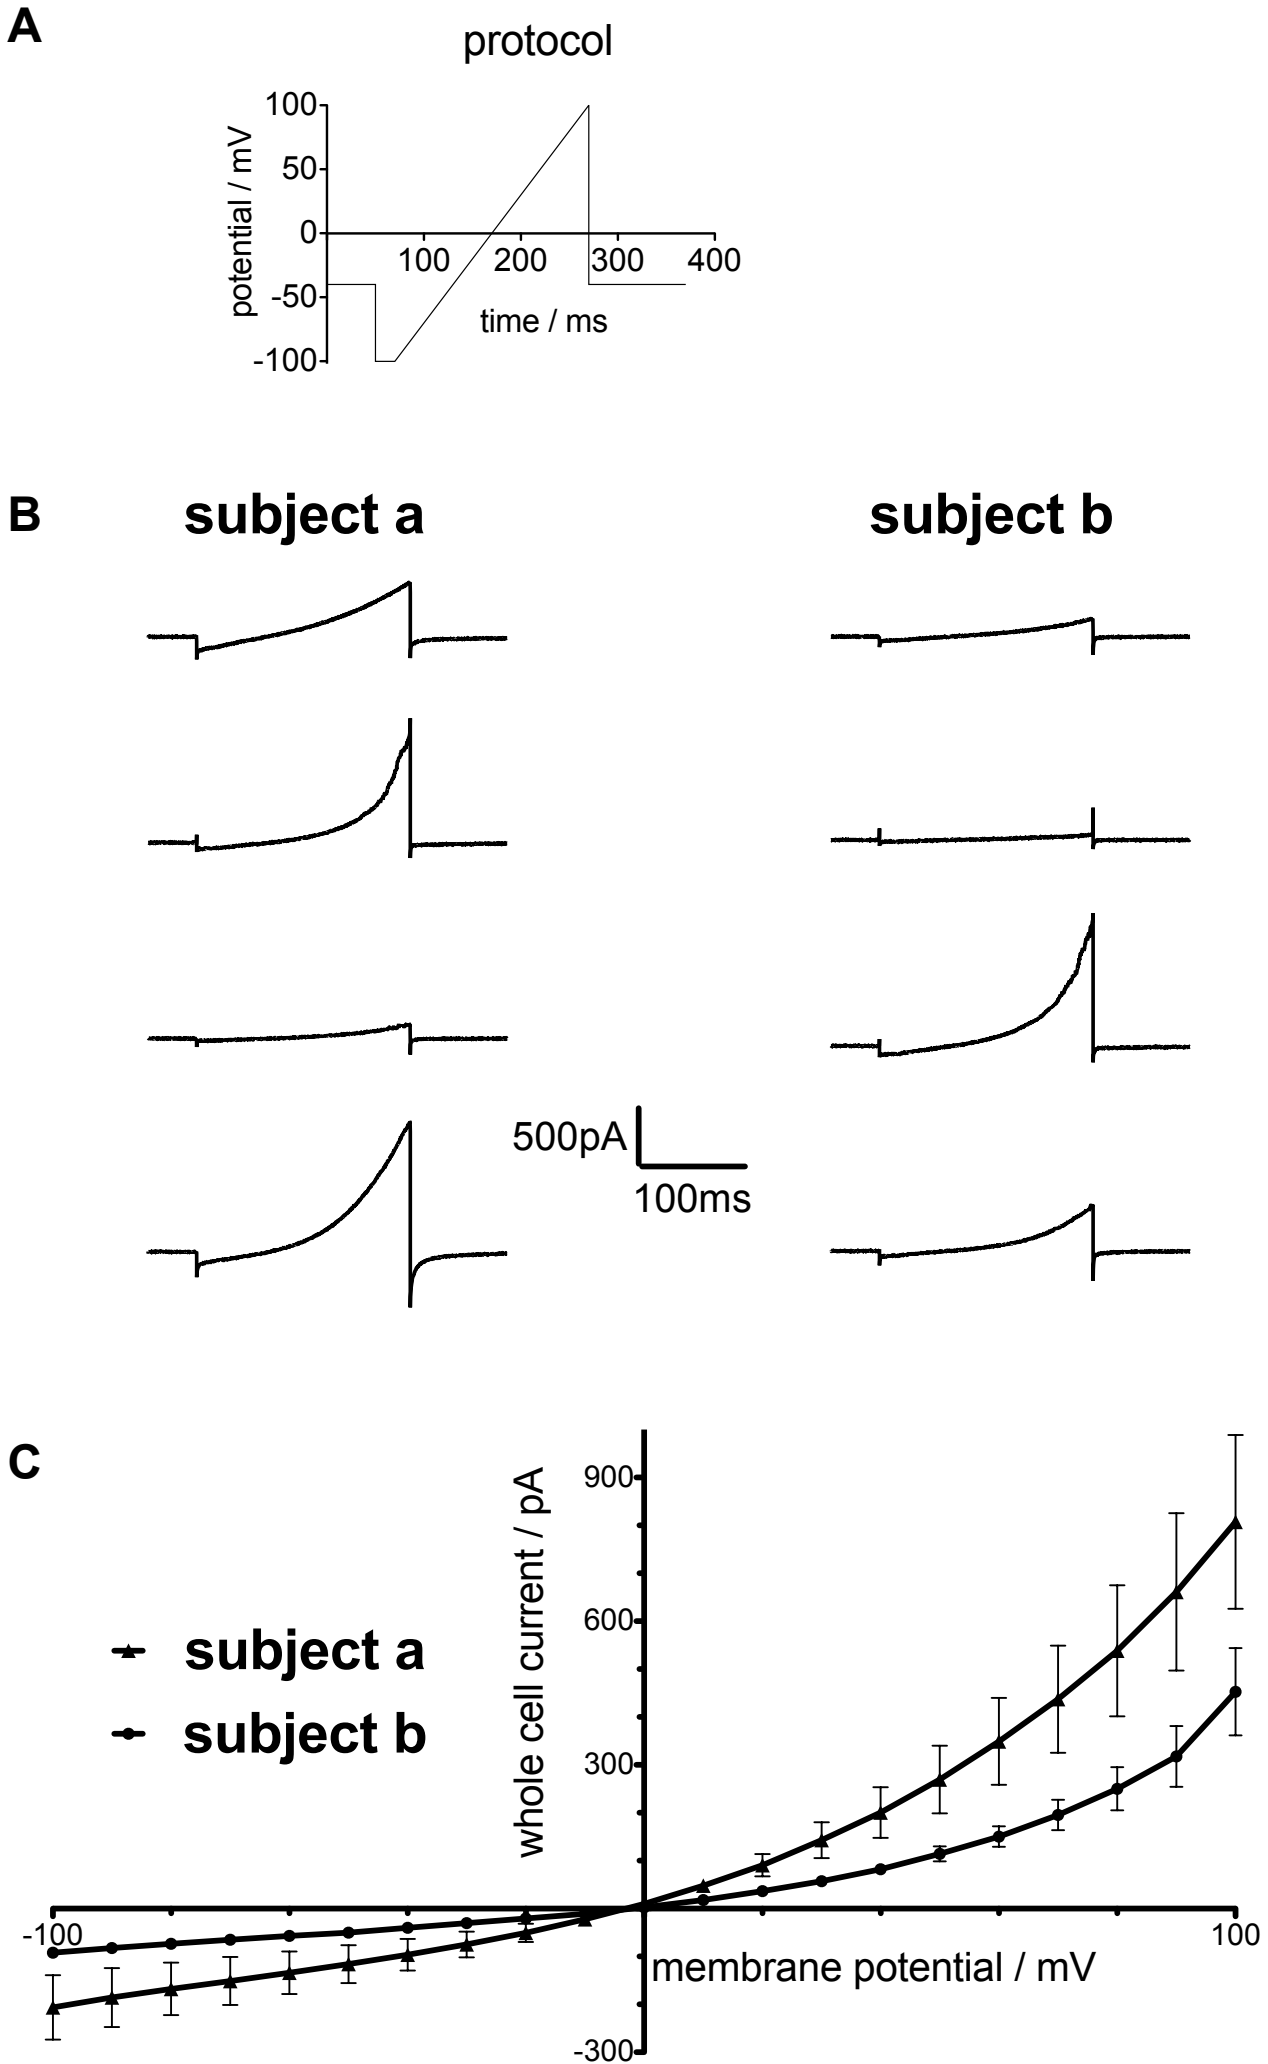 A
protocol
potential / mV
100
50
0
-50
-100
100
200
300
400
time / ms
B
subject a
subject b
500pA
100ms
C
whole cell current / pA
900
600
300
-300
subject a
subject b
-100
100
membrane potential / mV